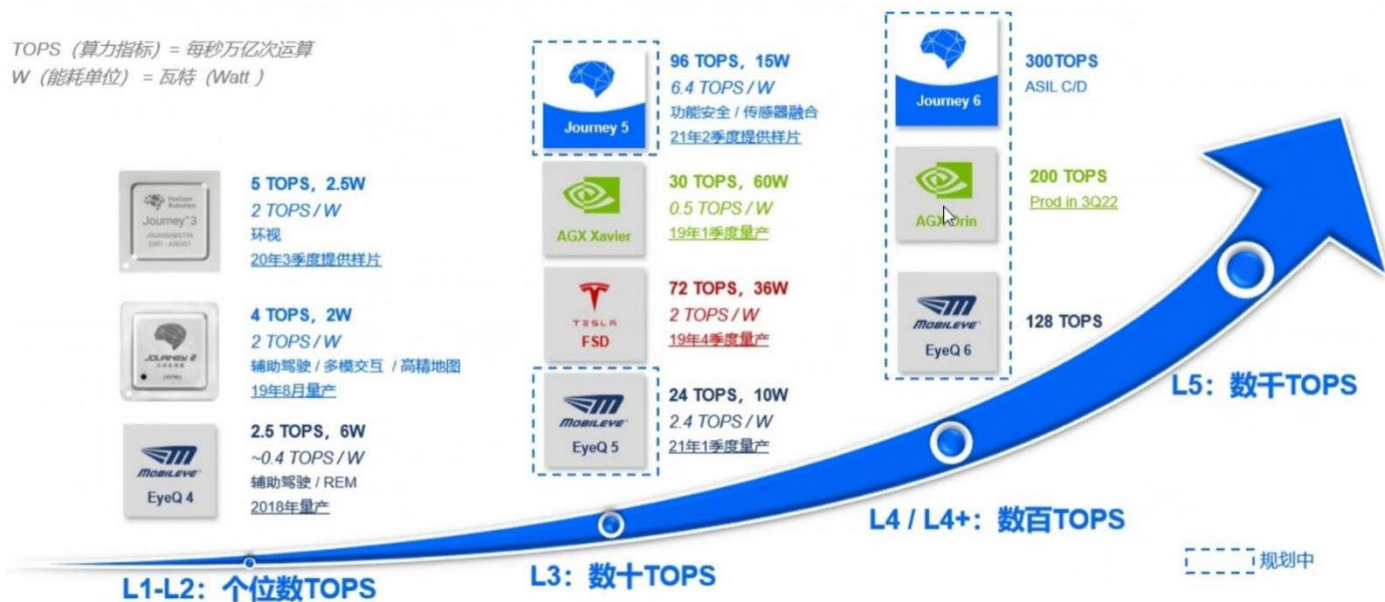 TOPS（算力指标）= 每秒万亿次运算
W（能耗单位）= 瓦特（Watt ）
Horizon Robotics
Journey™3
5 TOPS，2.5W
2 TOPS / W
环视
20年3季度提供样片
JOURNEY 2
4 TOPS，2W
2 TOPS / W
辅助驾驶 / 多模交互 / 高精地图
19年8月量产
MOBILEYE™
EyeQ 4
2.5 TOPS, 6W
~0.4 TOPS / W
辅助驾驶 / REM
2018年量产
L1-L2：个位数TOPS
Journey 5
96 TOPS，15W
6.4 TOPS / W
功能安全 / 传感器融合
21年2季度提供样片
AGX Xavier
30 TOPS，60W
0.5 TOPS / W
19年1季度量产
TESLA
FSD
72 TOPS，36W
2 TOPS / W
19年4季度量产
MOBILEYE™
EyeQ 5
24 TOPS，10W
2.4 TOPS / W
21年1季度量产
L3：数十TOPS
Journey 6
300TOPS
ASIL C/D
AGX Orin
200 TOPS
Prod in 3Q22
MOBILEYE™
EyeQ 6
128 TOPS
L4 / L4+：数百TOPS
L5：数千TOPS
规划中